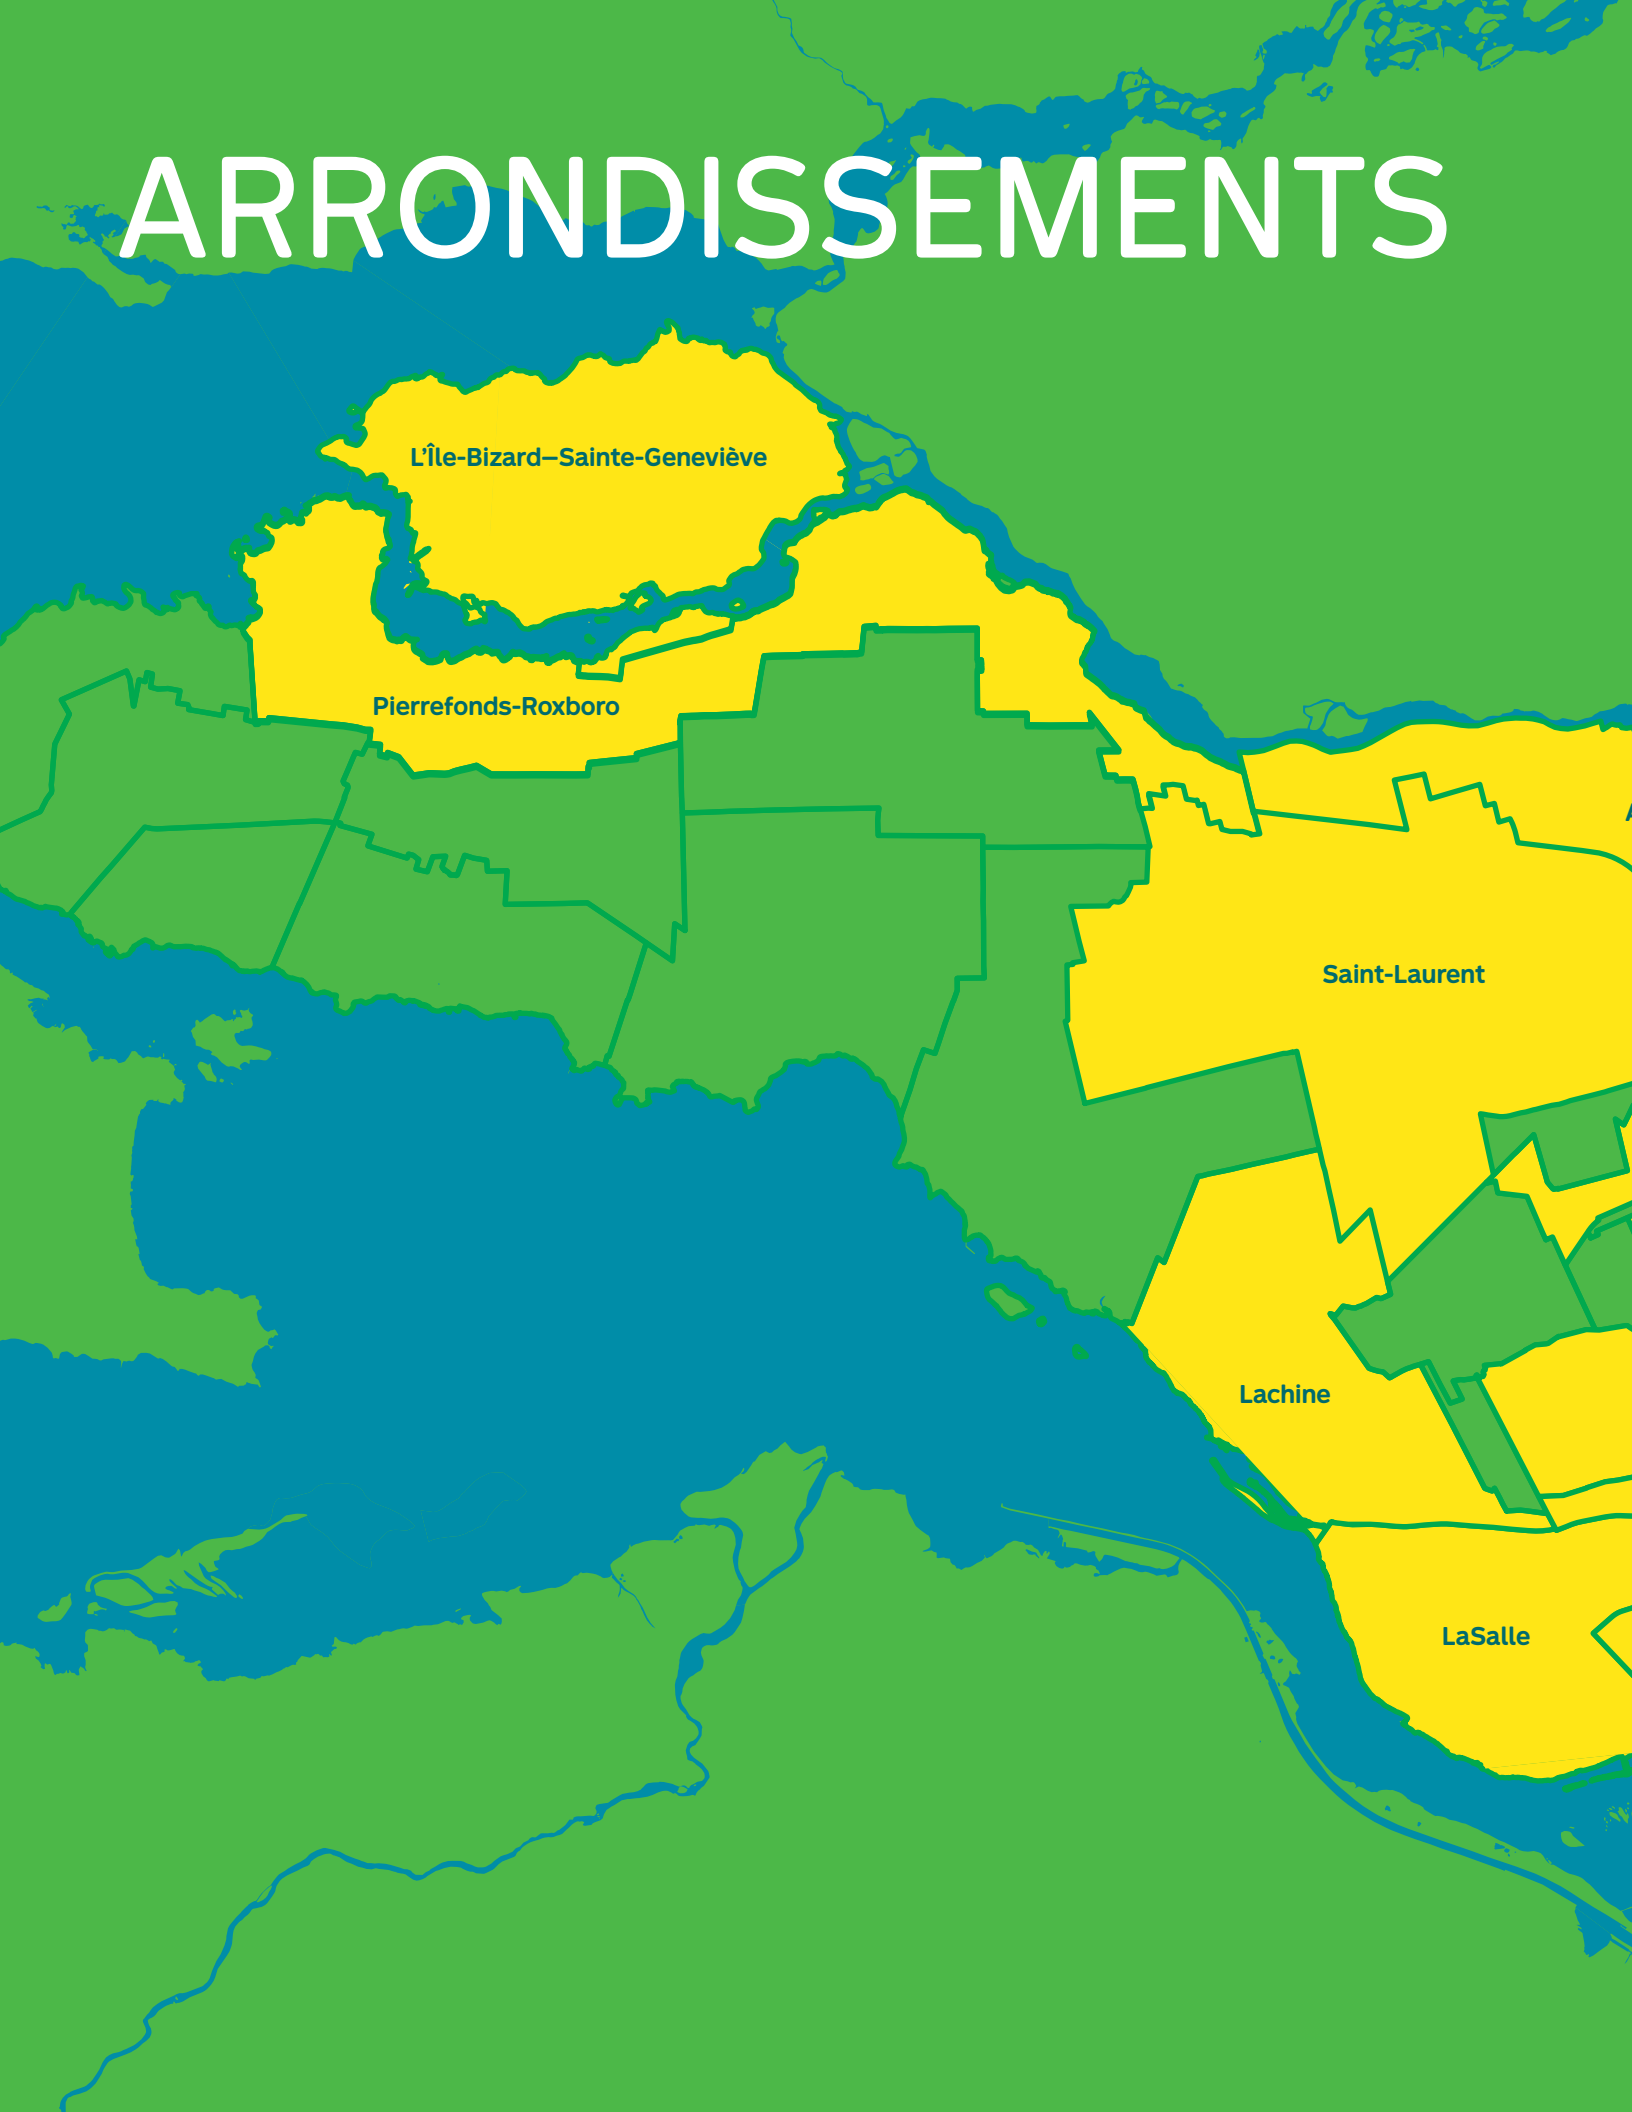 ARRONDISSEMENTS
L’Île-Bizard–Sainte-Geneviève
Pierrefonds-Roxboro
Saint-Laurent
Lachine
LaSalle